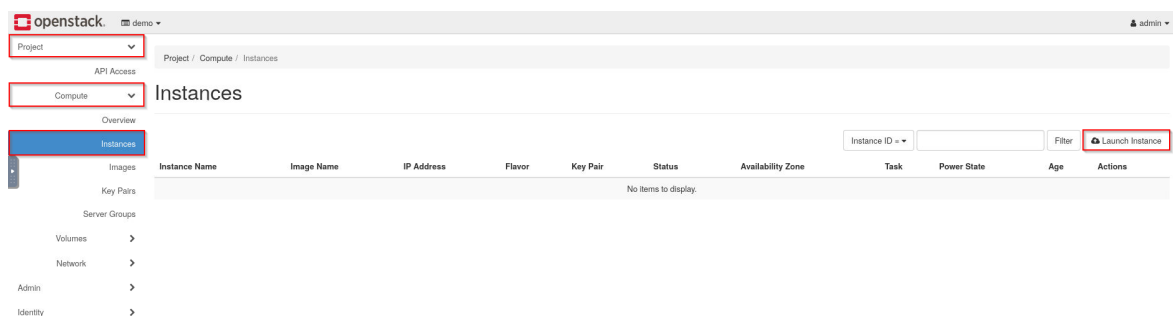 openstack. demo admin
Project
API Access
Compute
Overview
Instances
Images
Key Pairs
Server Groups
Volumes
Network
Admin
Identity
Project / Compute / Instances
Instances
Instance ID = Filter Launch Instance
Instance Name Image Name IP Address Flavor Key Pair Status Availability Zone Task Power State Age Actions
No items to display.